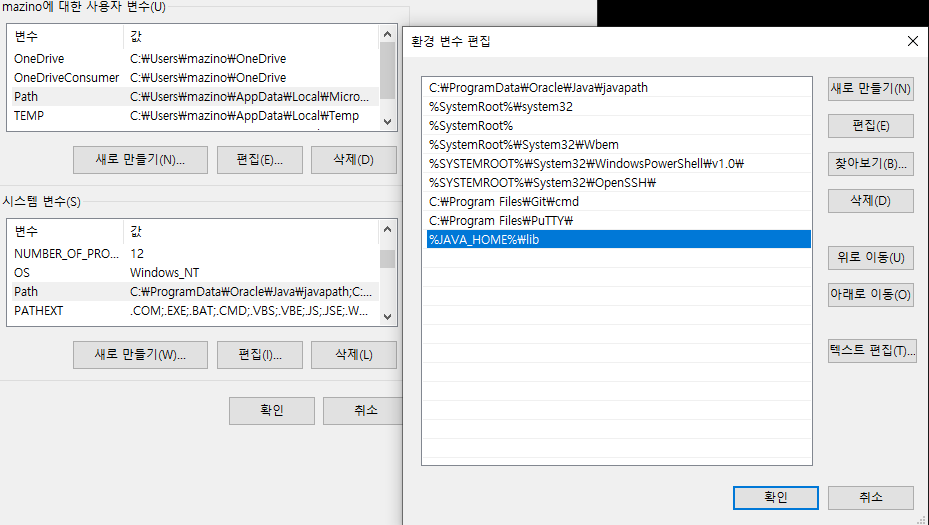 mazino에 대한 사용자 변수(U)
변수 값
OneDrive C:₩Users₩mazino₩OneDrive
OneDriveConsumer C:₩Users₩mazino₩OneDrive
Path C:₩Users₩mazino₩AppData₩Local₩Micro...
TEMP C:₩Users₩mazino₩AppData₩Local₩Temp
새로 만들기(N)... 편집(E)... 삭제(D)
시스템 변수(S)
변수 값
NUMBER_OF_PRO... 12
OS Windows_NT
Path C:₩ProgramData₩Oracle₩Java₩javapath;C:...
PATHEXT .COM;.EXE;.BAT;.CMD;.VBS;.VBE;.JS;.JSE;.W...
새로 만들기(W)... 편집(I)... 삭제(L)
확인 취소
환경 변수 편집
C:₩ProgramData₩Oracle₩Java₩javapath
%SystemRoot%₩system32
%SystemRoot%
%SystemRoot%₩System32₩Wbem
%SYSTEMROOT%₩System32₩WindowsPowerShell₩v1.0₩
%SYSTEMROOT%₩System32₩OpenSSH₩
C:₩Program Files₩Git₩cmd
C:₩Program Files₩PuTTY₩
%JAVA_HOME%₩lib
새로 만들기(N)
편집(E)
찾아보기(B)...
삭제(D)
위로 이동(U)
아래로 이동(O)
텍스트 편집(T)...
확인 취소